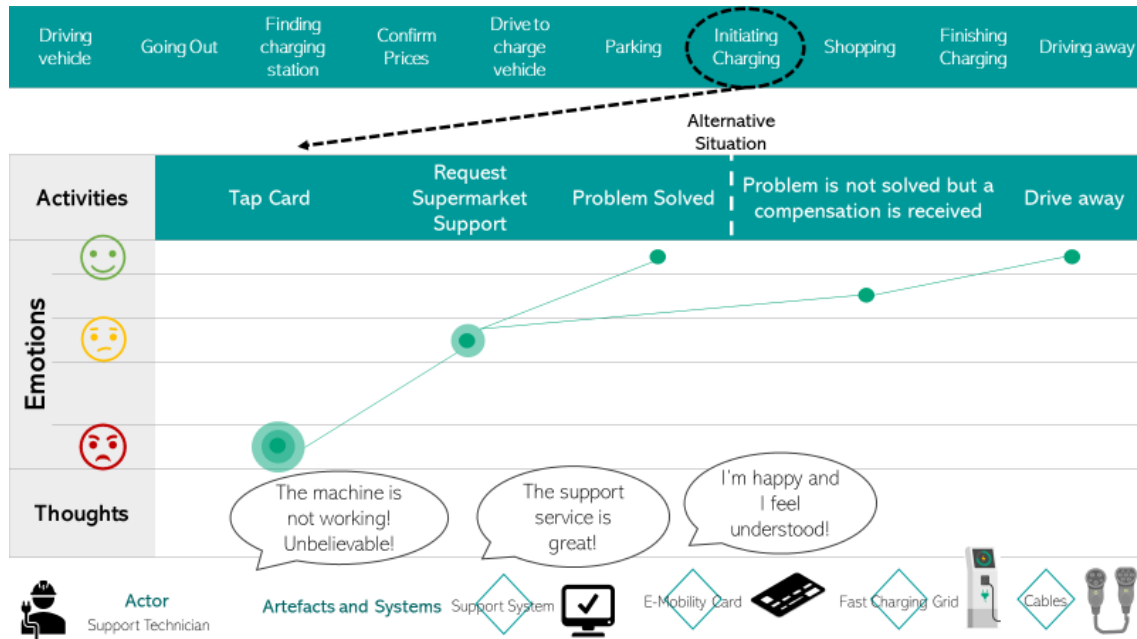 Driving
vehicle
Going Out
Finding
charging
station
Confirm
Prices
Drive to
charge
vehicle
Parking
Initiating
Charging
Shopping
Finishing
Charging
Driving away
Alternative
Situation
Activities
Tap Card
Request
Supermarket
Support
Problem Solved
Problem is not solved but a
compensation is received
Drive away
Emotions
Thoughts
The machine is
not working!
Unbelievable!
The support
service is
great!
I'm happy and
I feel
understood!
Actor
Support Technician
Artefacts and Systems
Support System
E-Mobility Card
Fast Charging Grid
Cables